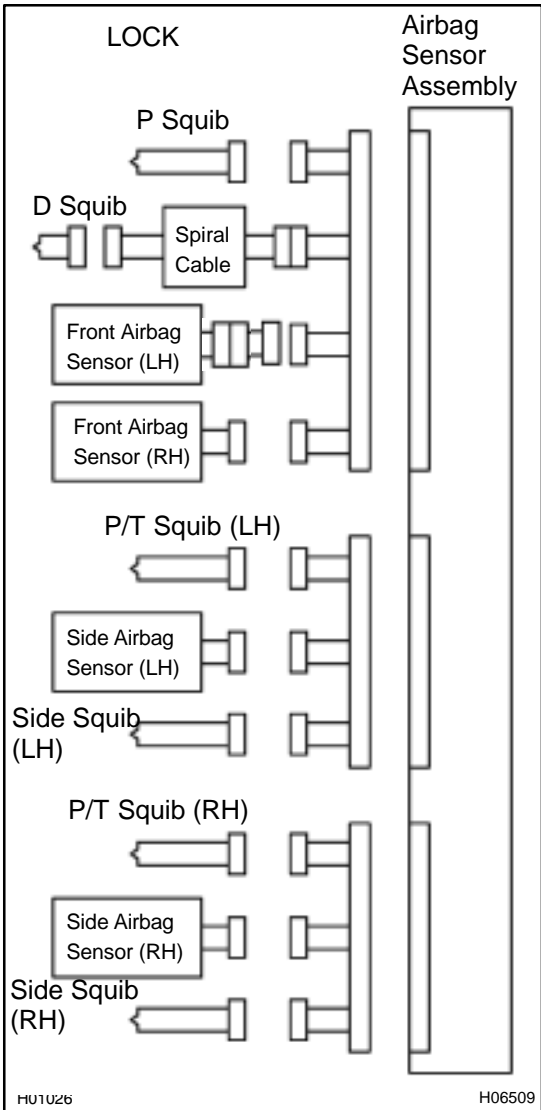 LOCK
Airbag
Sensor
Assembly
P Squib
D Squib
Spiral
Cable
Front Airbag
Sensor (LH)
Front Airbag
Sensor (RH)
P/T Squib (LH)
Side Airbag
Sensor (LH)
Side Squib
(LH)
P/T Squib (RH)
Side Airbag
Sensor (RH)
Side Squib
(RH)
H01026
H06509